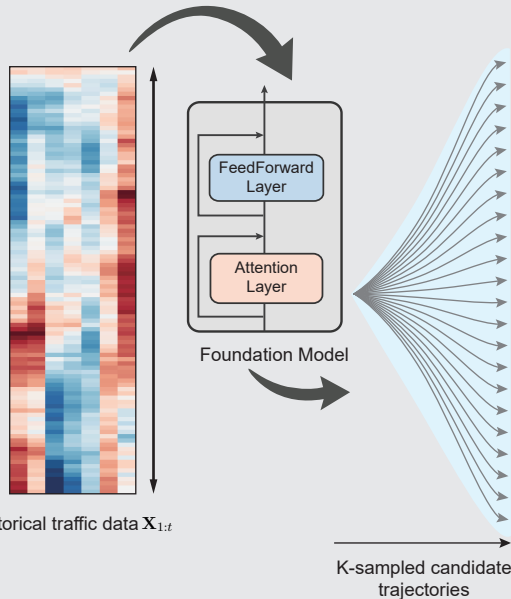 FeedForward
Layer
Attention
Layer
Foundation Model
torical traffic data X1:t
K-sampled candidate
trajectories